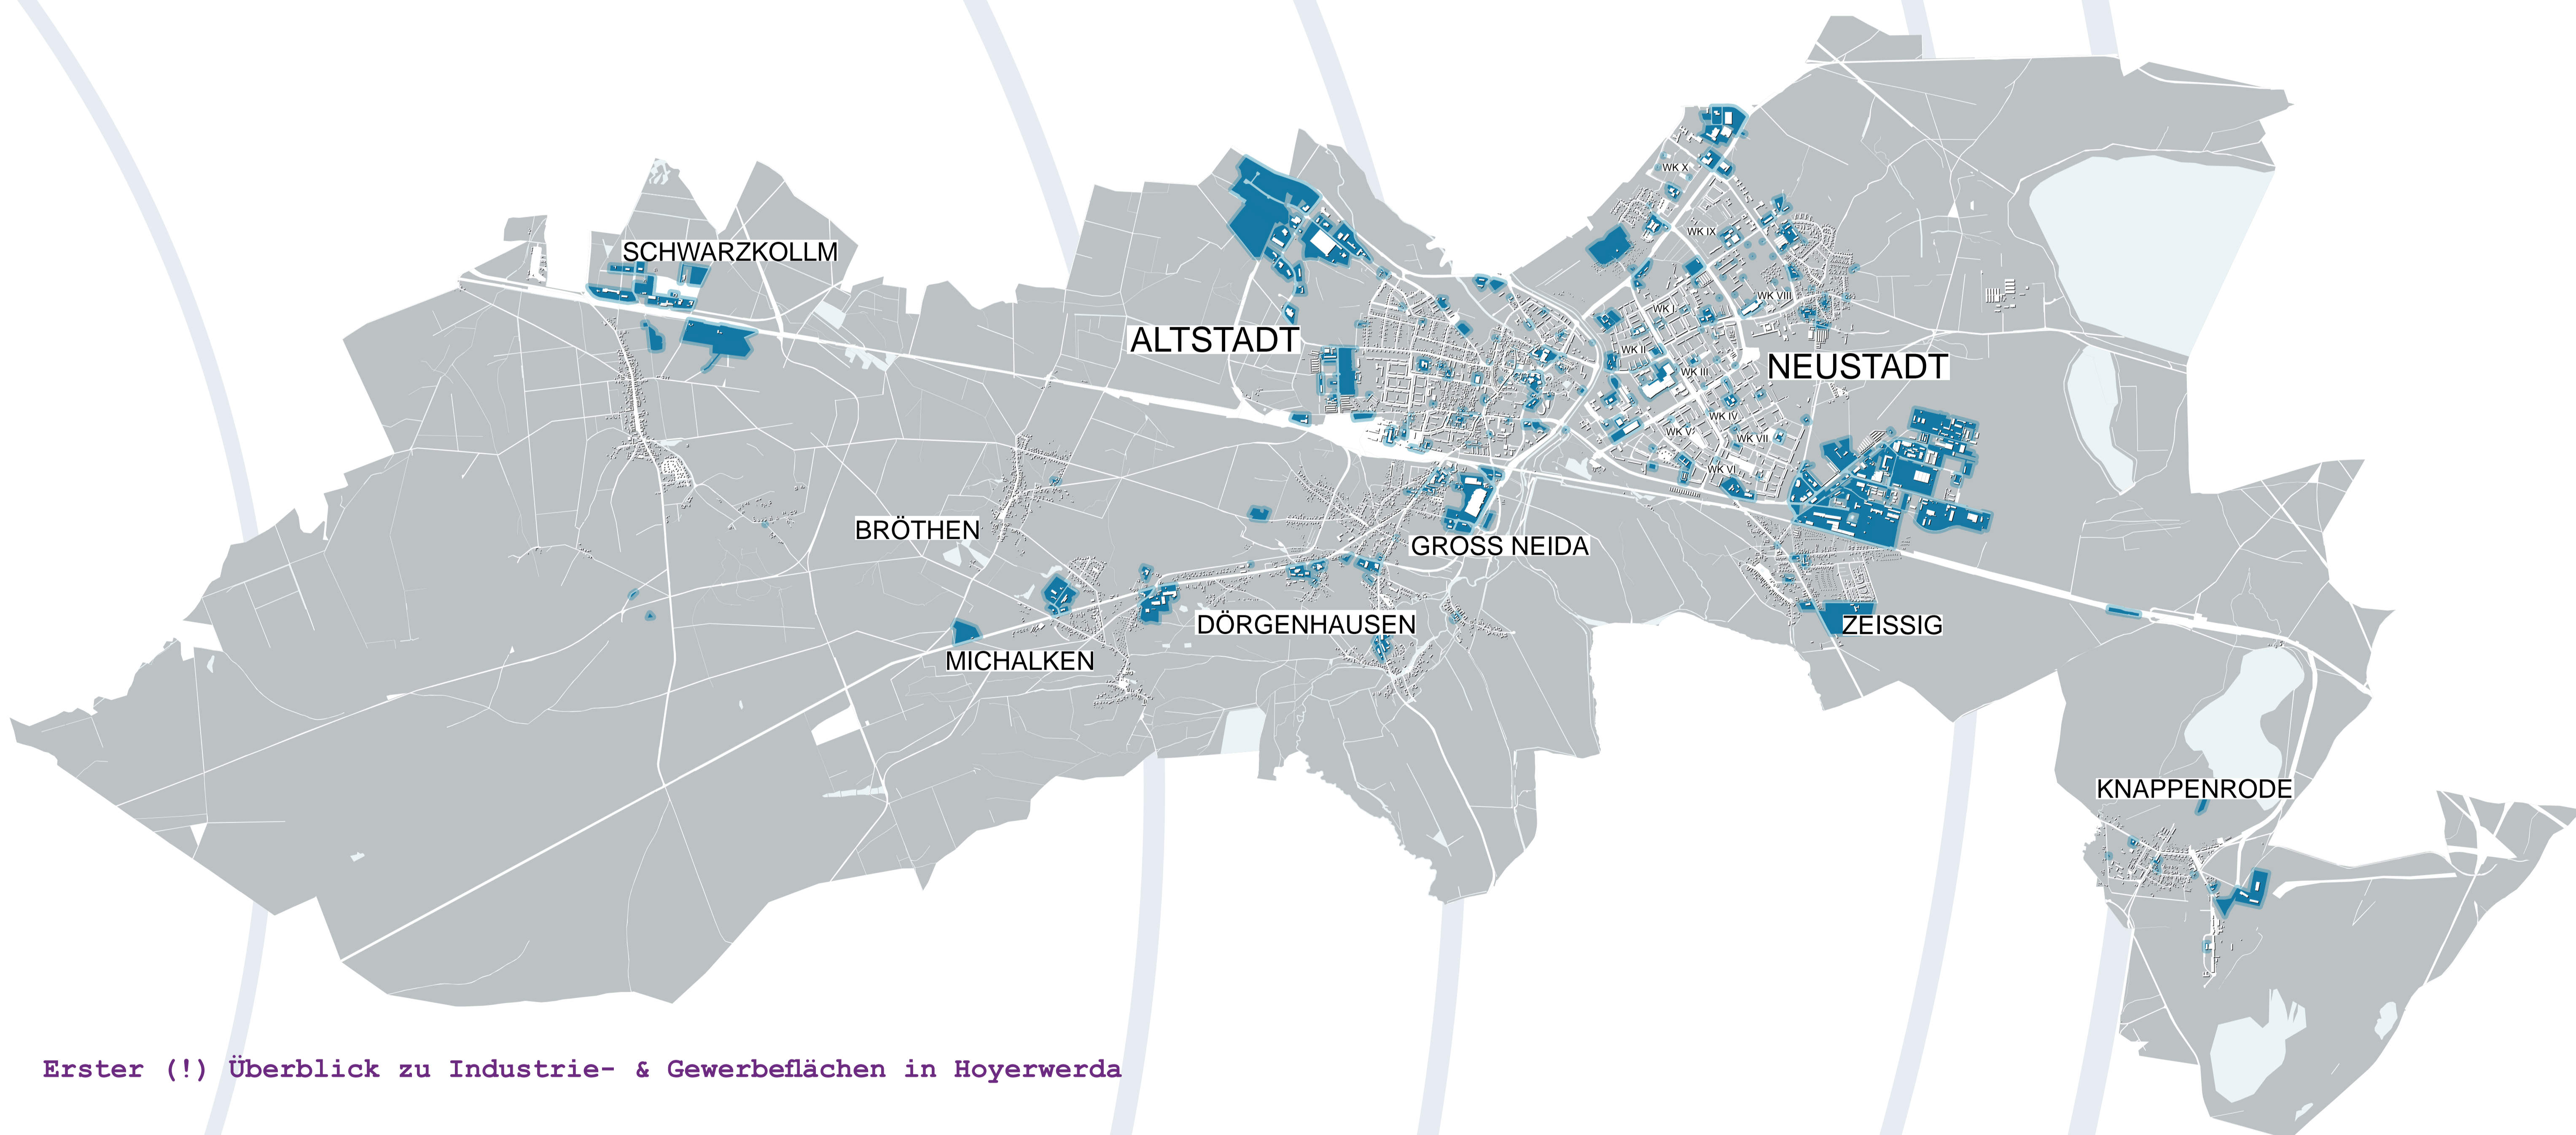 WK X
SCHWARZKOLLM
WK IX
WK VIII
WK I
ALTSTADT
WK II
NEUSTADT
WK III
WK IV
WK V
WK VII
WK VI
BRÖTHEN
GROSS NEIDA
DÖRGENHAUSEN
ZEISSIG
MICHALKEN
KNAPPENRODE
Erster (!) Überblick zu Industrie- & Gewerbeflächen in Hoyerwerda